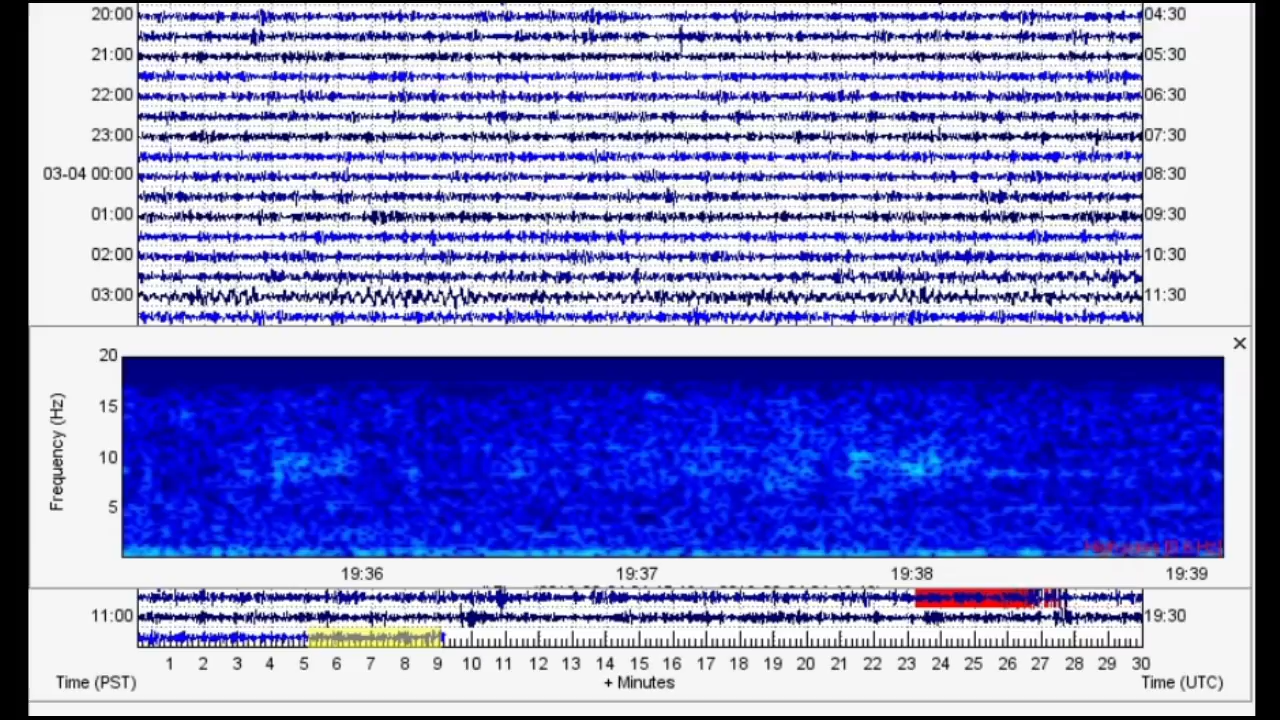 20:00 04:30
21:00 05:30
22:00 06:30
23:00 07:30
03-04 00:00 08:30
01:00 09:30
02:00 10:30
03:00 11:30
×
20
15
10
5
Frequency (Hz)
19:36 19:37 19:38 19:39
11:00 19:30
1 2 3 4 5 6 7 8 9 10 11 12 13 14 15 16 17 18 19 20 21 22 23 24 25 26 27 28 29 30
Time (PST) + Minutes Time (UTC)